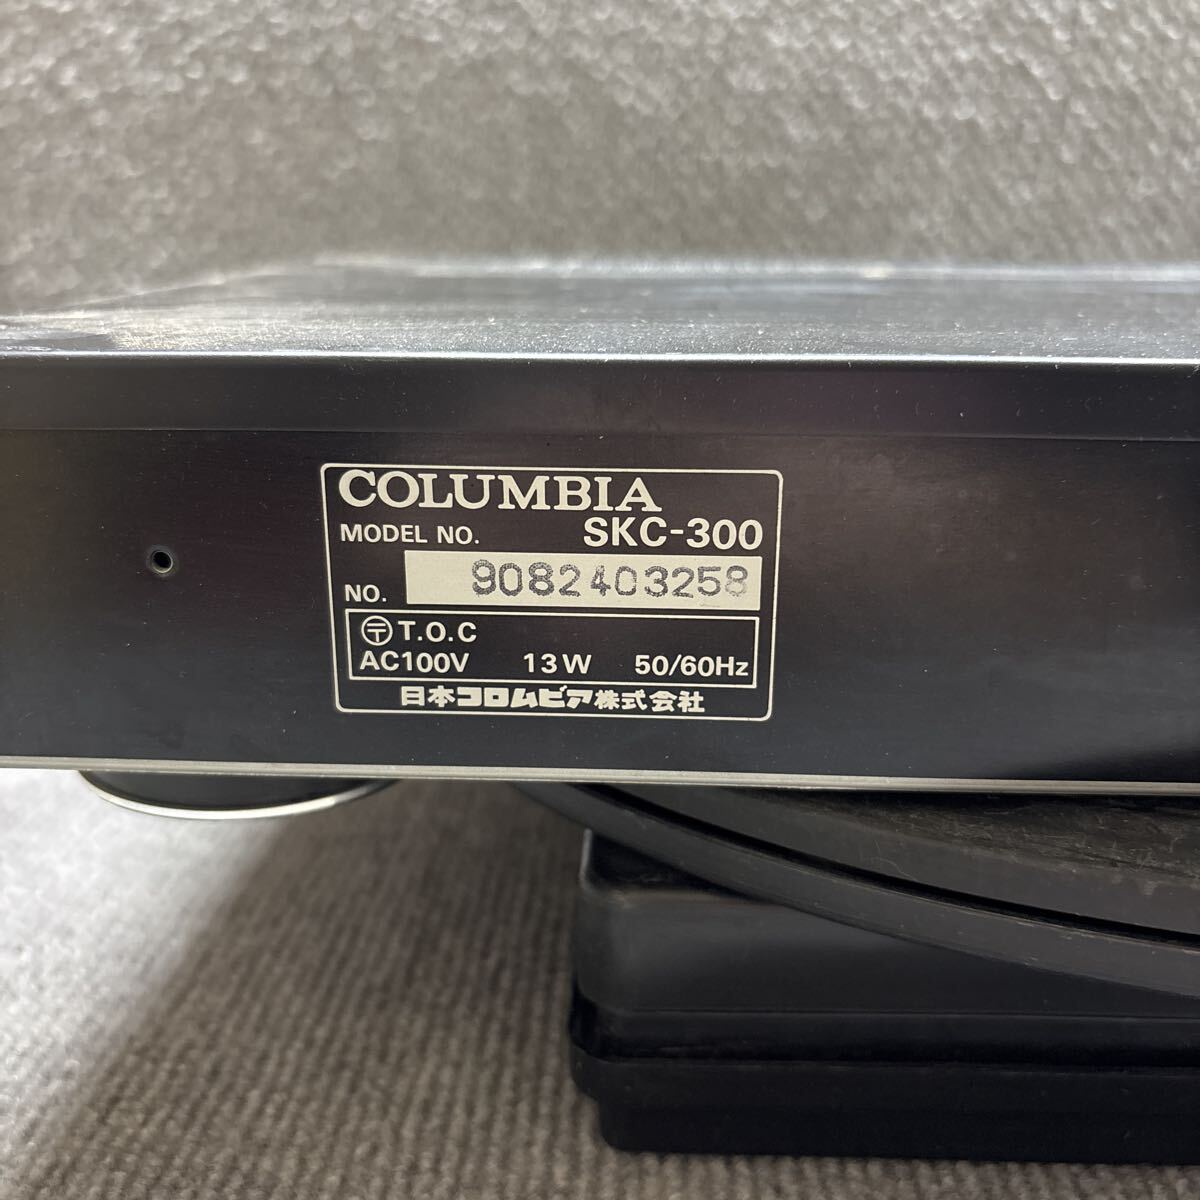 COLUMBIA
MODEL NO. SKC-300
NO. 9082403258
〶 T.O.C
AC100V 13W 50/60Hz
日本コロムビア株式会社